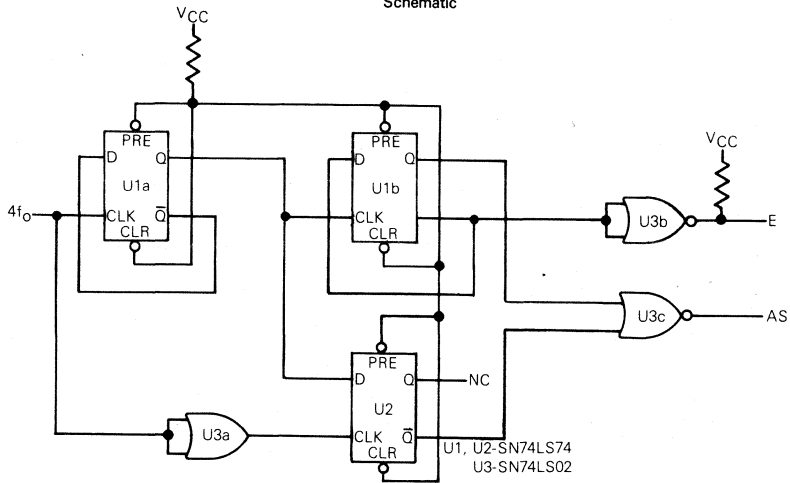 Schematic
VCC
PRE
D Q
U1a
4fo CLK Q̅
CLR
PRE
D Q
U1b
CLK
CLR
VCC
U3b E
U3c AS
PRE
D Q NC
U2
U3a CLK Q̅
CLR
U1, U2-SN74LS74
U3-SN74LS02